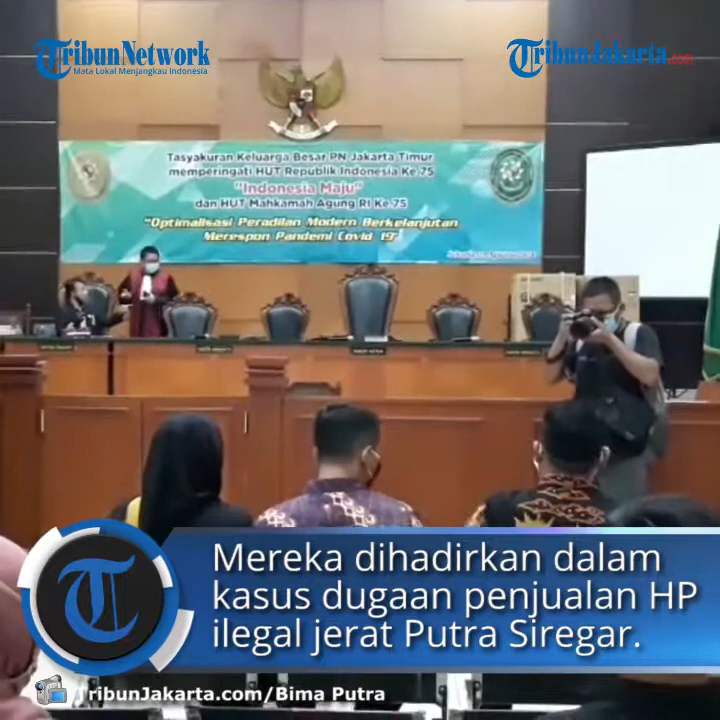 TribunNetwork
Mata Lokal Menjangkau Indonesia
TribunJakarta.com
Tasyakuran Keluarga Besar PN Jakarta Timur
memperingati HUT Republik Indonesia Ke.75
"Indonesia Maju"
dan HUT Mahkamah Agung RI Ke.75
"Optimalisasi Peradilan Modern Berkelanjutan
Merespon Pandemi Covid 19"
T
Mereka dihadirkan dalam
kasus dugaan penjualan HP
ilegal jerat Putra Siregar.
TribunJakarta.com/Bima Putra